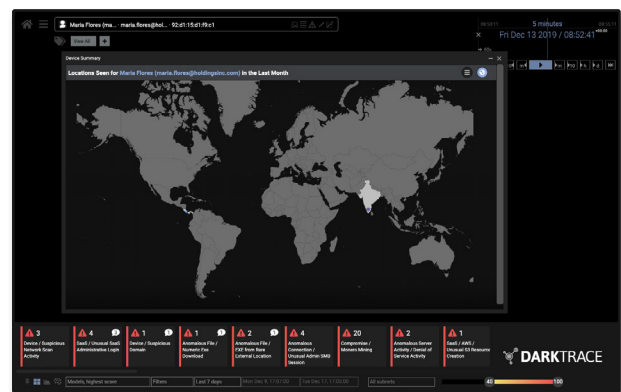 Maria Flores (ma... · maria.flores@hol... · 92:d1:15:d1:f9:c1
5 minutes
Fri Dec 13 2019 / 08:52:41 +00:00
View All +
Device Summary
Locations Seen for Maria Flores (maria.flores@holdingsinc.com) in the Last Month
3
Device / Suspicious
Network Scan
Activity
4
SaaS / Unusual SaaS
Administrative Login
1
Device / Suspicious
Domain
1
Anomalous File /
Numeric Exe
Download
2
Anomalous File /
EXE from Rare
External Location
4
Anomalous
Connection /
Unusual Admin SMB
Session
20
Compromise /
Monero Mining
2
Anomalous Server
Activity / Denial of
Service Activity
1
SaaS / AWS /
Unusual S3 Resource
Creation
DARKTRACE
Models, highest score
Filters
Last 7 days
All subnets
40
100